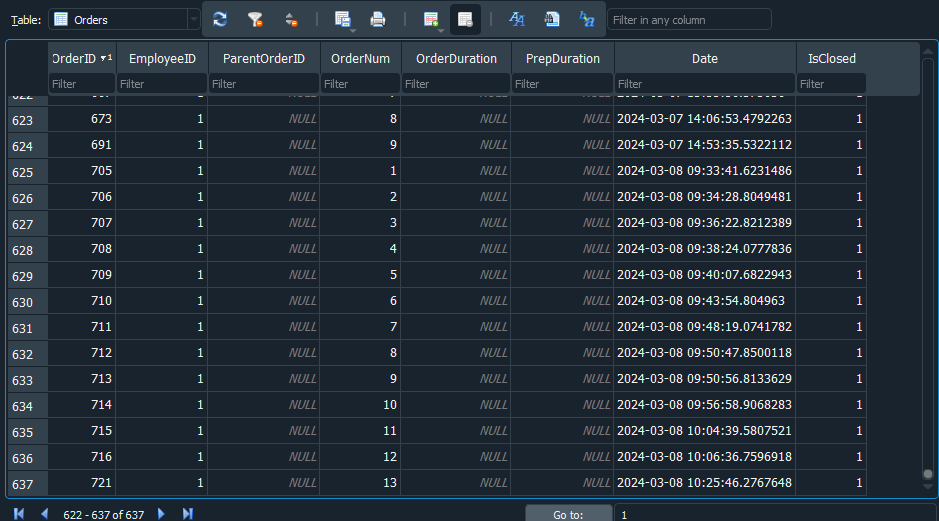 Table: Orders Filter in any column
OrderID 1 EmployeeID ParentOrderID OrderNum OrderDuration PrepDuration Date IsClosed
Filter Filter Filter Filter Filter Filter Filter Filter
623 673 1 NULL 8 NULL NULL 2024-03-07 14:06:53.4792263 1
624 691 1 NULL 9 NULL NULL 2024-03-07 14:53:35.5322112 1
625 705 1 NULL 1 NULL NULL 2024-03-08 09:33:41.6231486 1
626 706 1 NULL 2 NULL NULL 2024-03-08 09:34:28.8049481 1
627 707 1 NULL 3 NULL NULL 2024-03-08 09:36:22.8212389 1
628 708 1 NULL 4 NULL NULL 2024-03-08 09:38:24.0777836 1
629 709 1 NULL 5 NULL NULL 2024-03-08 09:40:07.6822943 1
630 710 1 NULL 6 NULL NULL 2024-03-08 09:43:54.804963 1
631 711 1 NULL 7 NULL NULL 2024-03-08 09:48:19.0741782 1
632 712 1 NULL 8 NULL NULL 2024-03-08 09:50:47.8500118 1
633 713 1 NULL 9 NULL NULL 2024-03-08 09:50:56.8133629 1
634 714 1 NULL 10 NULL NULL 2024-03-08 09:56:58.9068283 1
635 715 1 NULL 11 NULL NULL 2024-03-08 10:04:39.5807521 1
636 716 1 NULL 12 NULL NULL 2024-03-08 10:06:36.7596918 1
637 721 1 NULL 13 NULL NULL 2024-03-08 10:25:46.2767648 1
622 - 637 of 637 Go to: 1